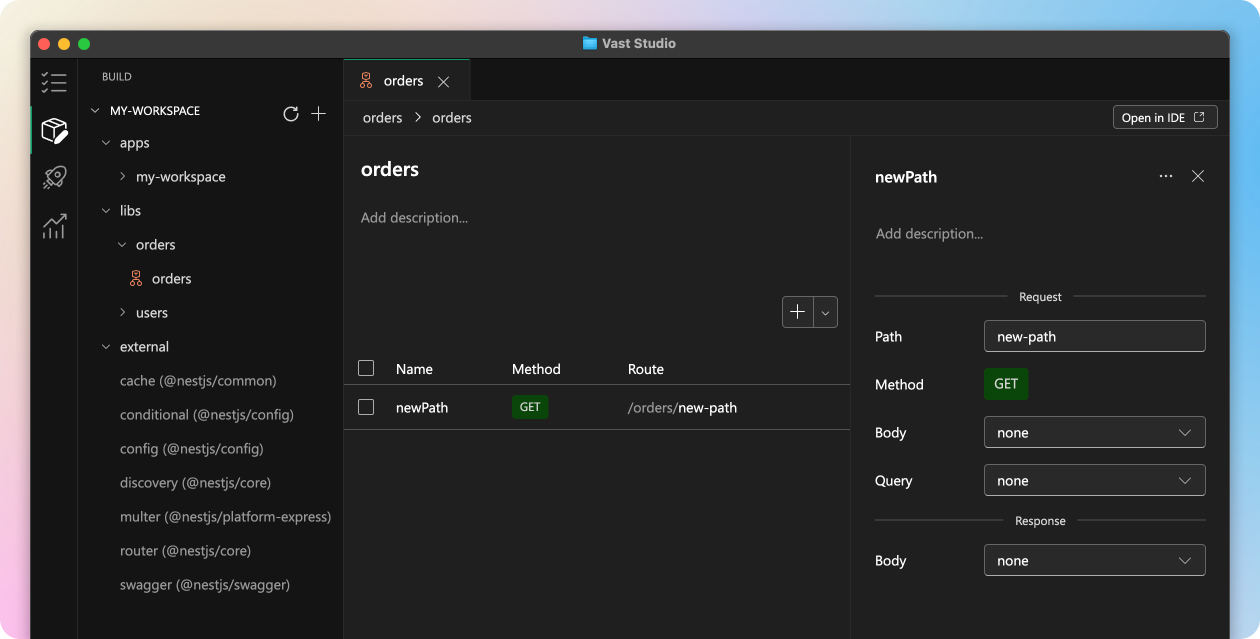 Vast Studio
BUILD
MY-WORKSPACE
apps
my-workspace
libs
orders
orders
users
external
cache (@nestjs/common)
conditional (@nestjs/config)
config (@nestjs/config)
discovery (@nestjs/core)
multer (@nestjs/platform-express)
router (@nestjs/core)
swagger (@nestjs/swagger)
orders
orders orders
Open in IDE
orders
Add description...
Name Method Route
newPath GET /orders/new-path
newPath
Add description...
Request
Path new-path
Method GET
Body none
Query none
Response
Body none